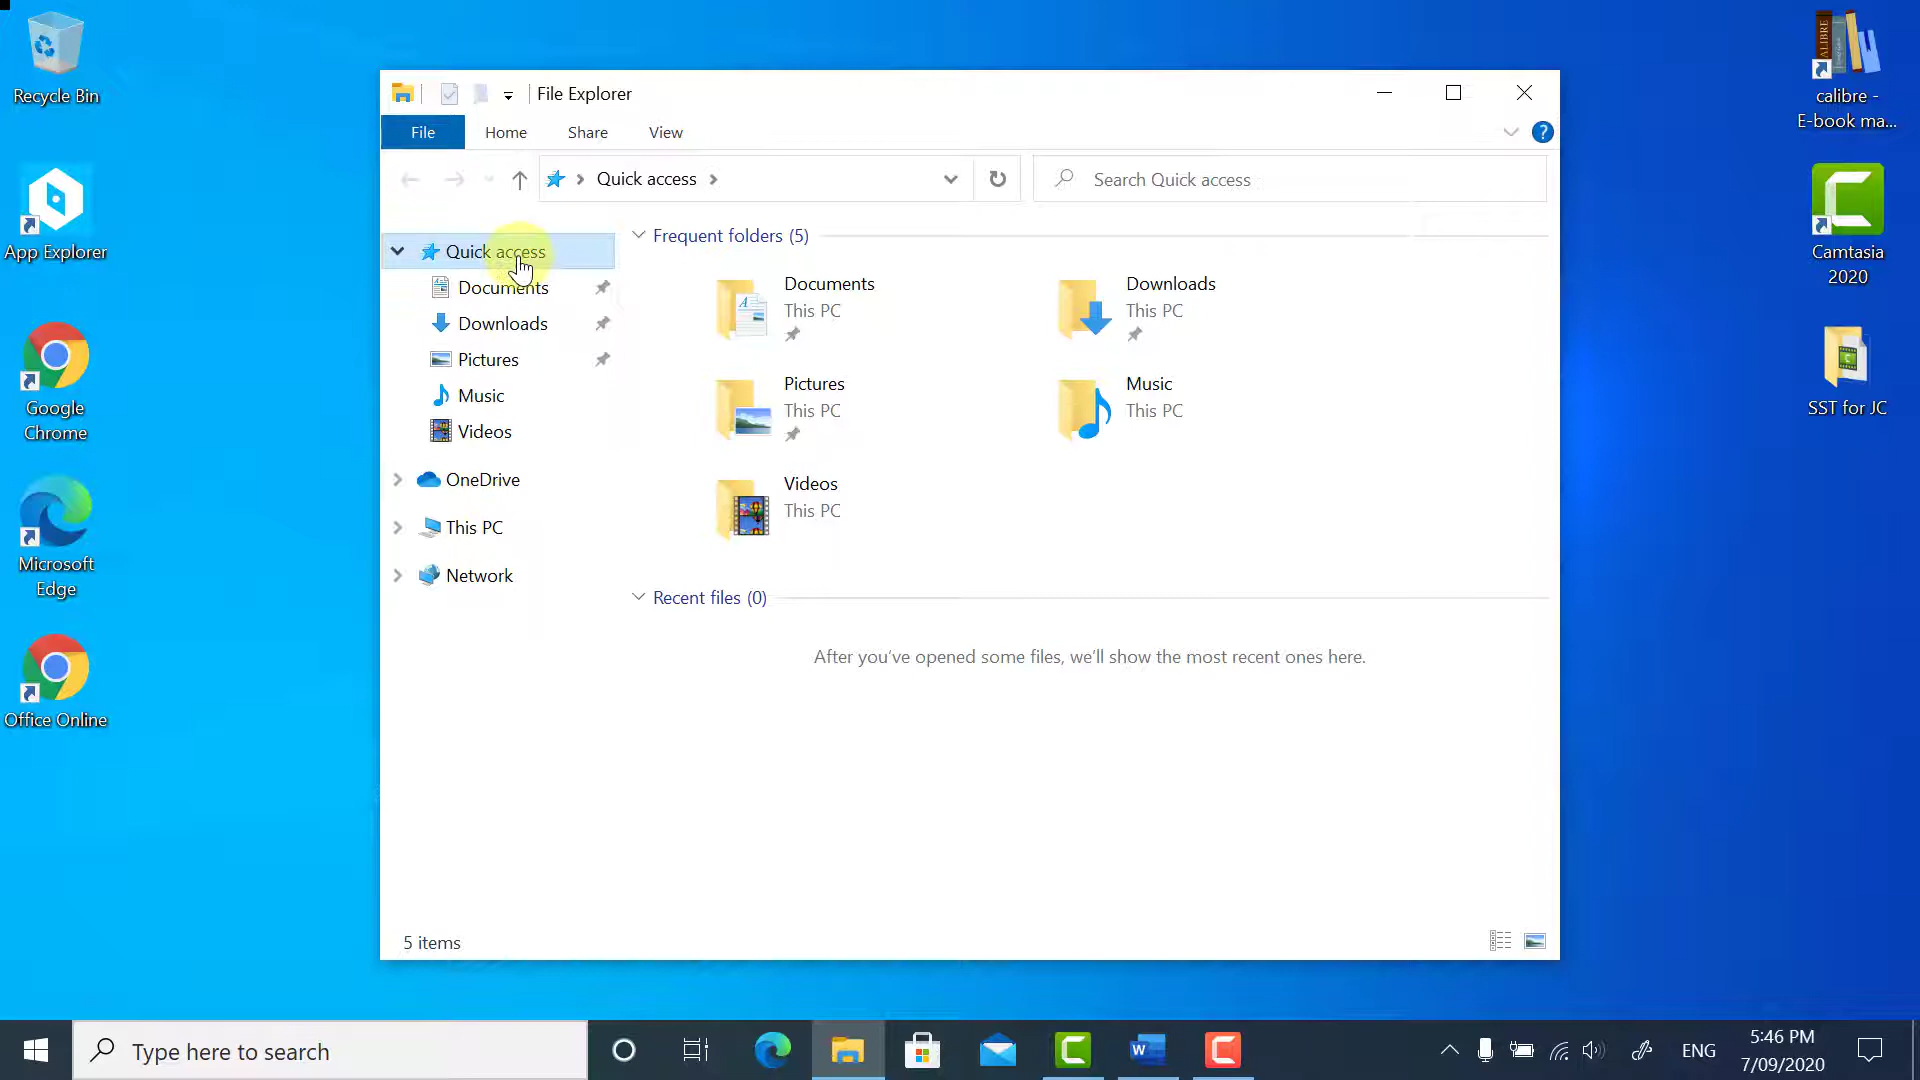 Recycle Bin
App Explorer
Google
Chrome
Microsoft
Edge
Office Online
File Explorer
File
Home
Share
View
?
Quick access
Search Quick access
Quick access
Documents
Downloads
Pictures
Music
Videos
OneDrive
This PC
Network
Frequent folders (5)
Documents
This PC
Downloads
This PC
Pictures
This PC
Music
This PC
Videos
This PC
Recent files (0)
After you've opened some files, we'll show the most recent ones here.
5 items
CALIBRE
calibre -
E-book ma...
Camtasia
2020
SST for JC
Type here to search
W
ENG
5:46 PM
7/09/2020